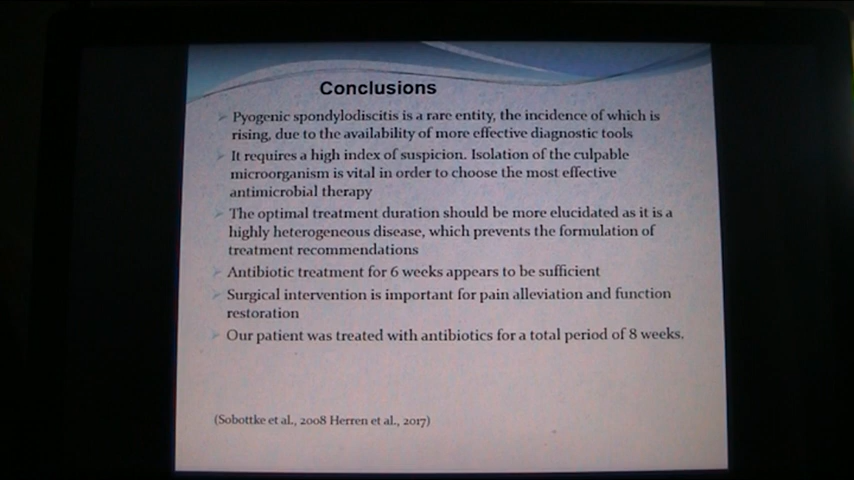 Conclusions
Pyogenic spondylodiscitis is a rare entity, the incidence of which is
rising, due to the availability of more effective diagnostic tools
It requires a high index of suspicion. Isolation of the culpable
microorganism is vital in order to choose the most effective
antimicrobial therapy
The optimal treatment duration should be more elucidated as it is a
highly heterogeneous disease, which prevents the formulation of
treatment recommendations
Antibiotic treatment for 6 weeks appears to be sufficient
Surgical intervention is important for pain alleviation and function
restoration
Our patient was treated with antibiotics for a total period of 8 weeks.
(Sobottke et al., 2008 Herren et al., 2017)